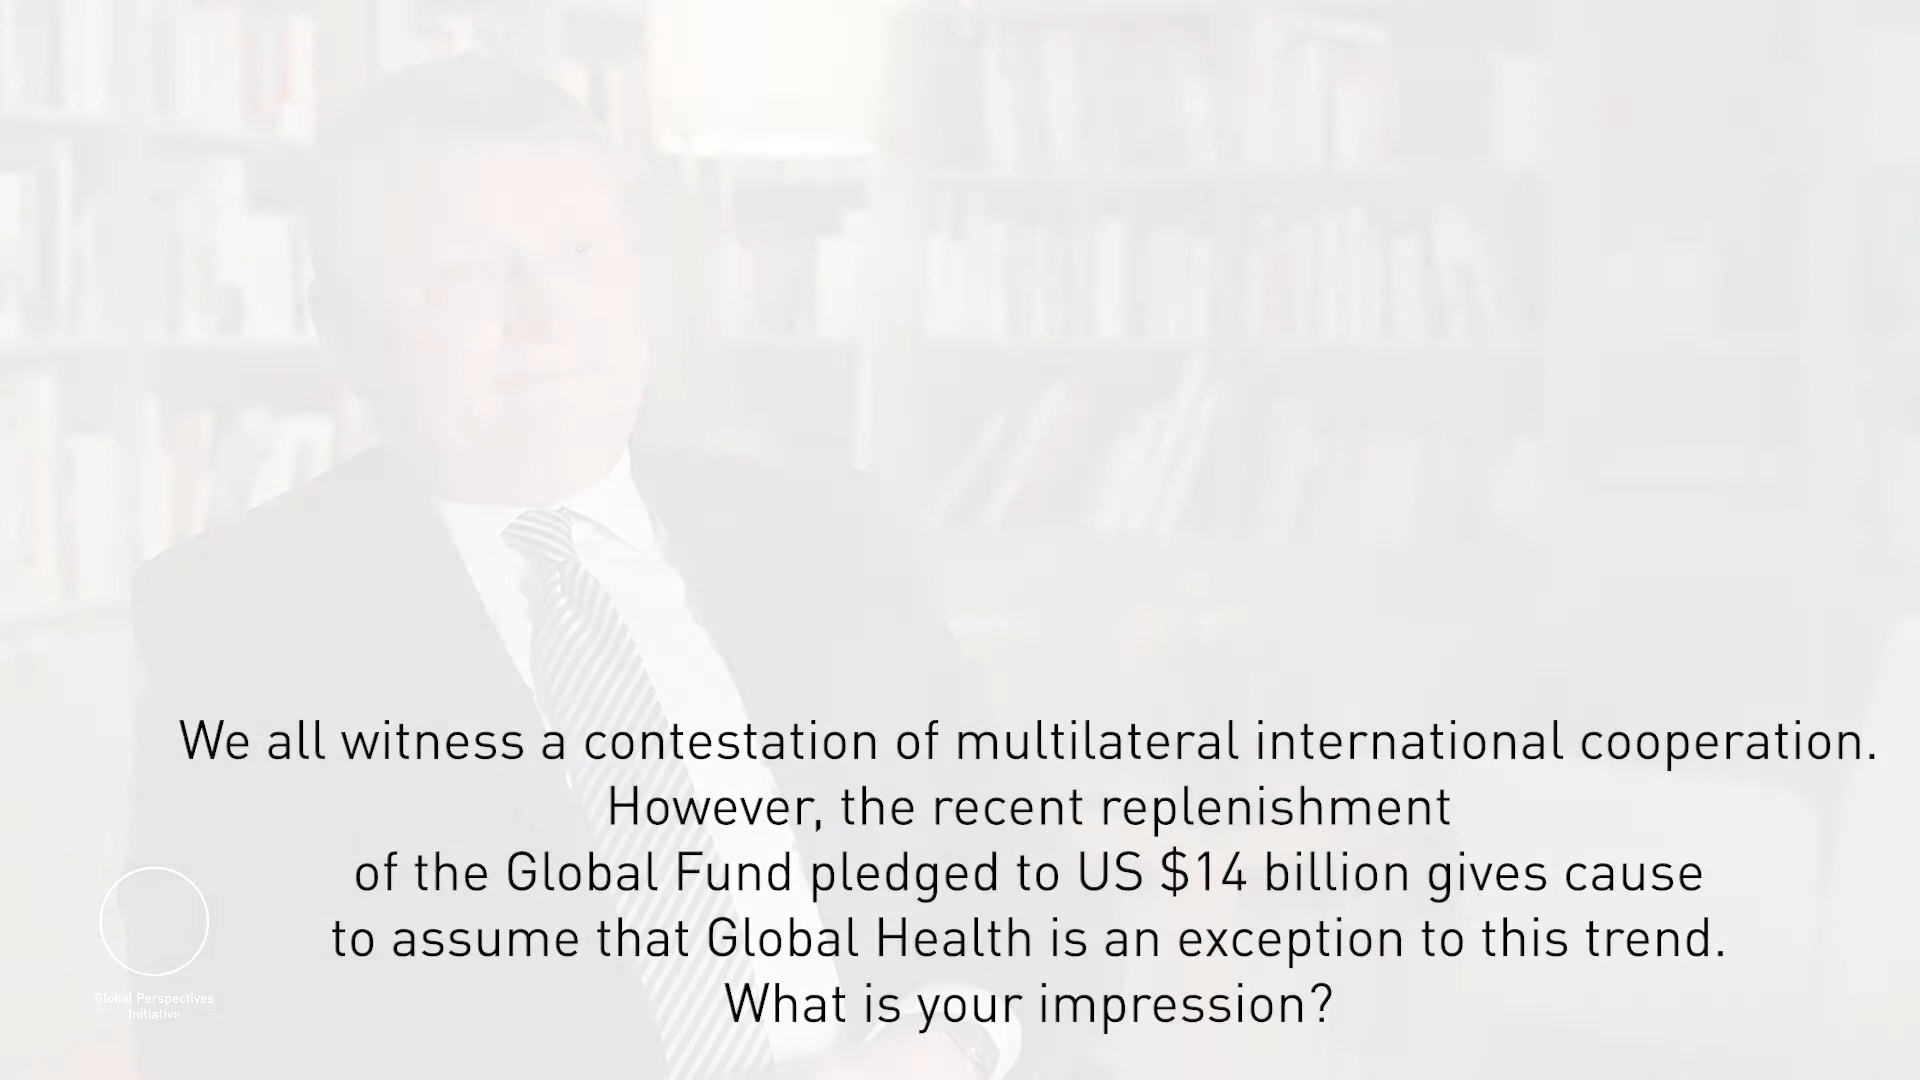 We all witness a contestation of multilateral international cooperation.
However, the recent replenishment
of the Global Fund pledged to US $14 billion gives cause
to assume that Global Health is an exception to this trend.
What is your impression?
Global Perspectives
Initiative